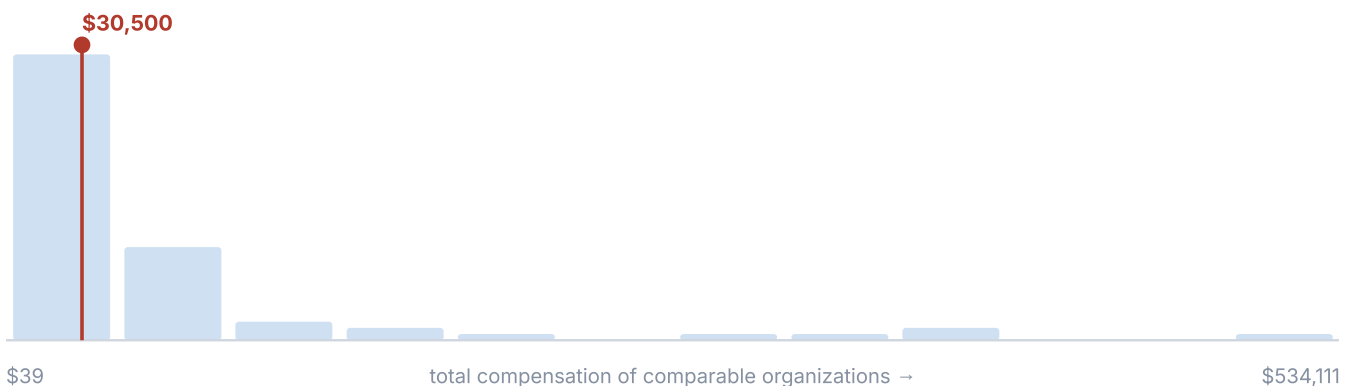 $30,500
$39 total compensation of comparable organizations → $534,111